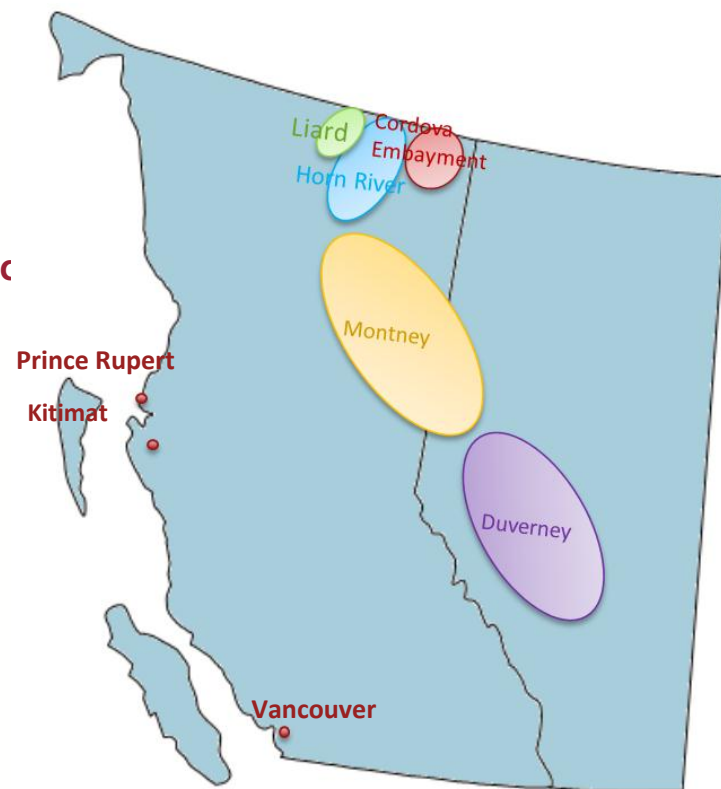 Liard
Cordova
Embayment
Horn River
Montney
Prince Rupert
Kitimat
Duverney
Vancouver